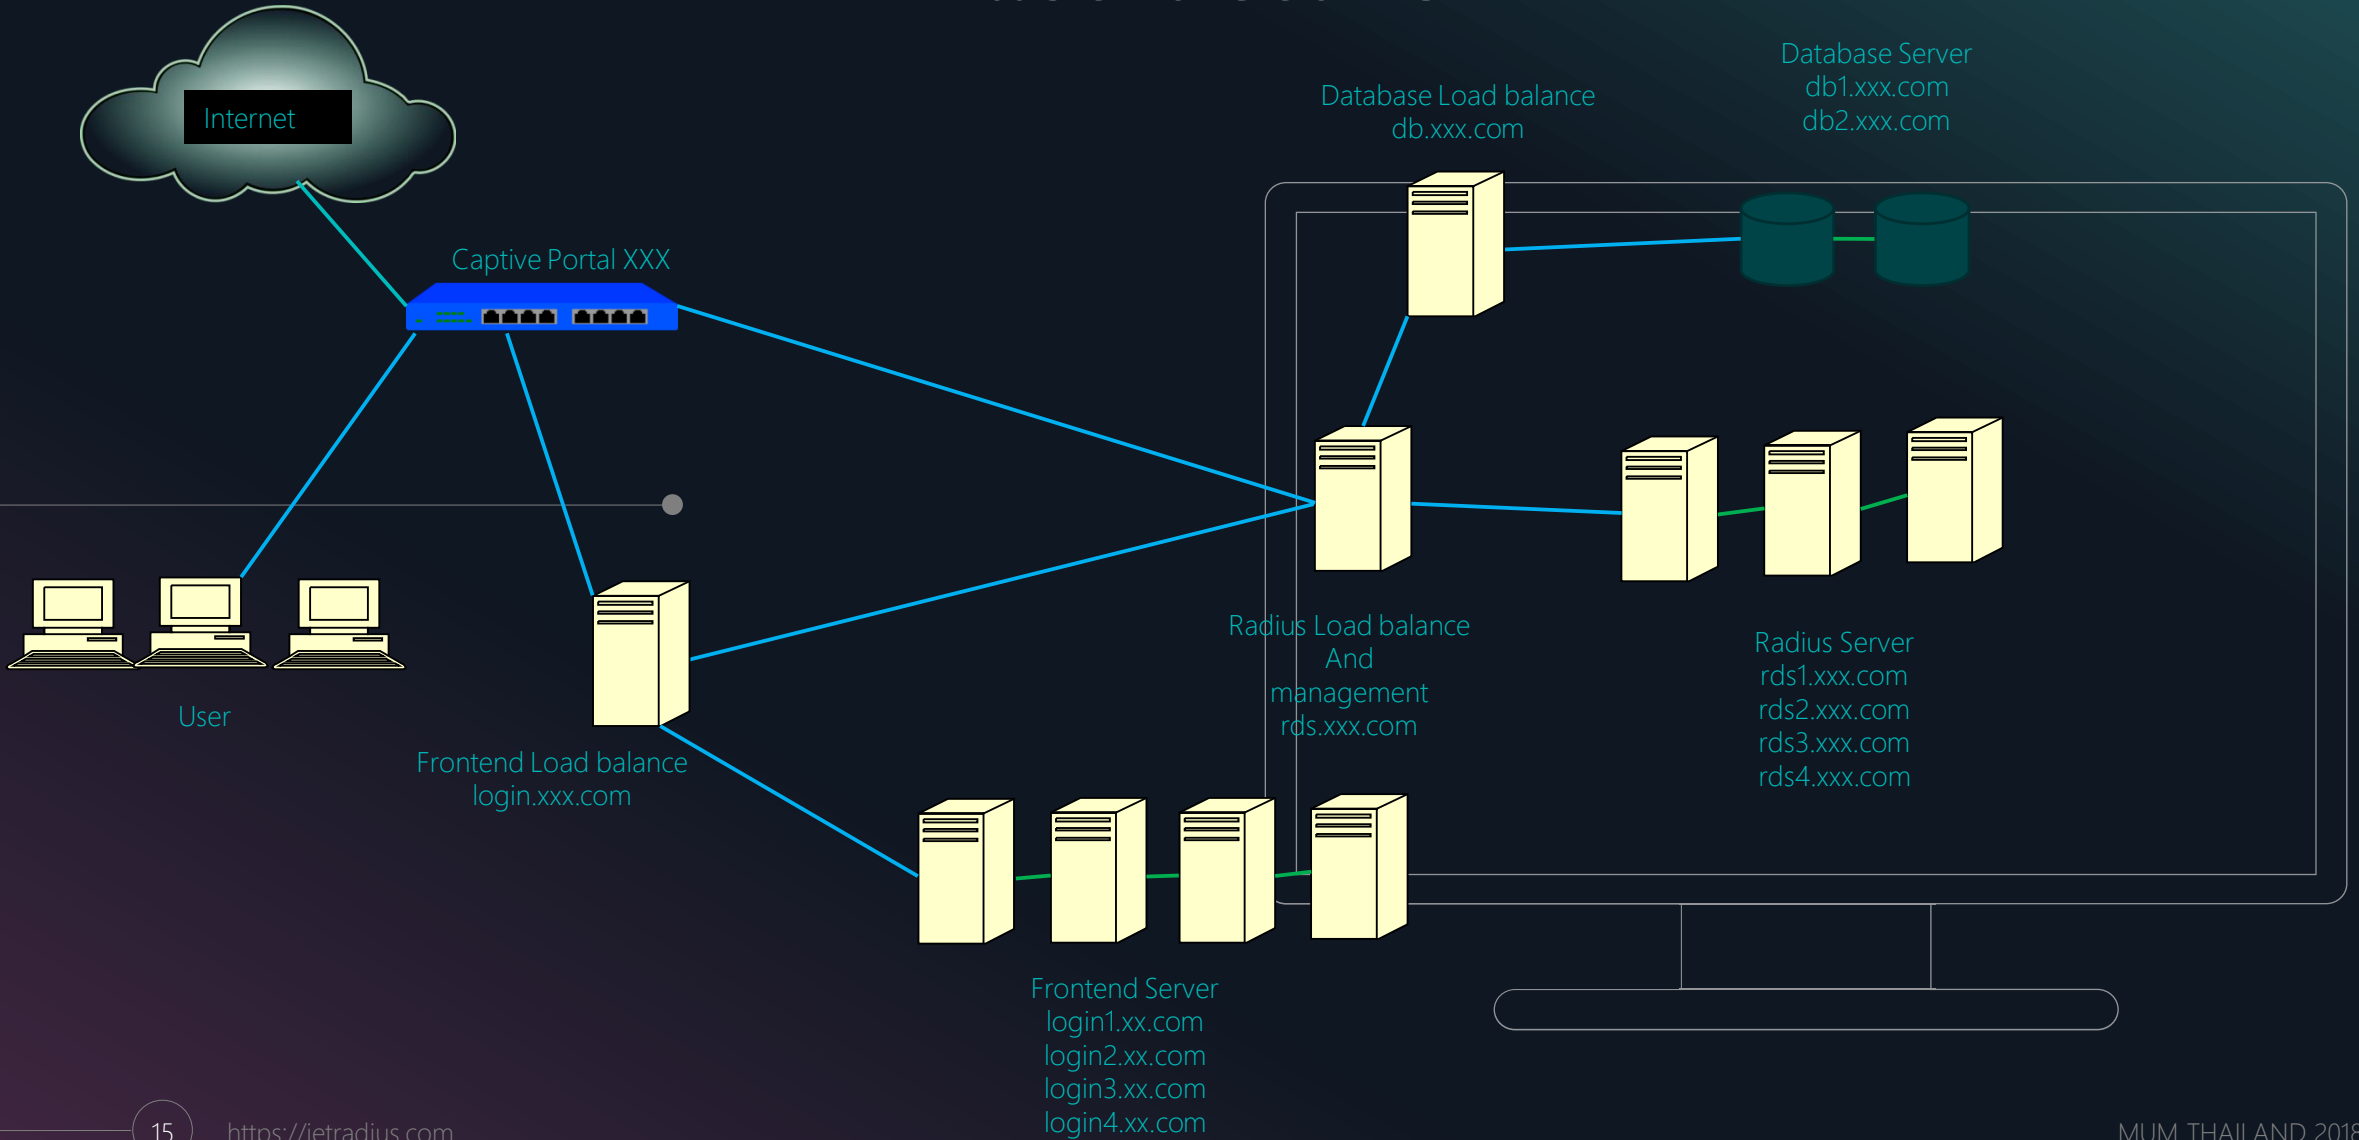 Internet
Captive Portal XXX
Database Load balance
db.xxx.com
Database Server
db1.xxx.com
db2.xxx.com
User
Frontend Load balance
login.xxx.com
Radius Load balance
And
management
rds.xxx.com
Radius Server
rds1.xxx.com
rds2.xxx.com
rds3.xxx.com
rds4.xxx.com
Frontend Server
login1.xx.com
login2.xx.com
login3.xx.com
login4.xx.com
15
https://jetradius.com
MUM THAILAND 2018